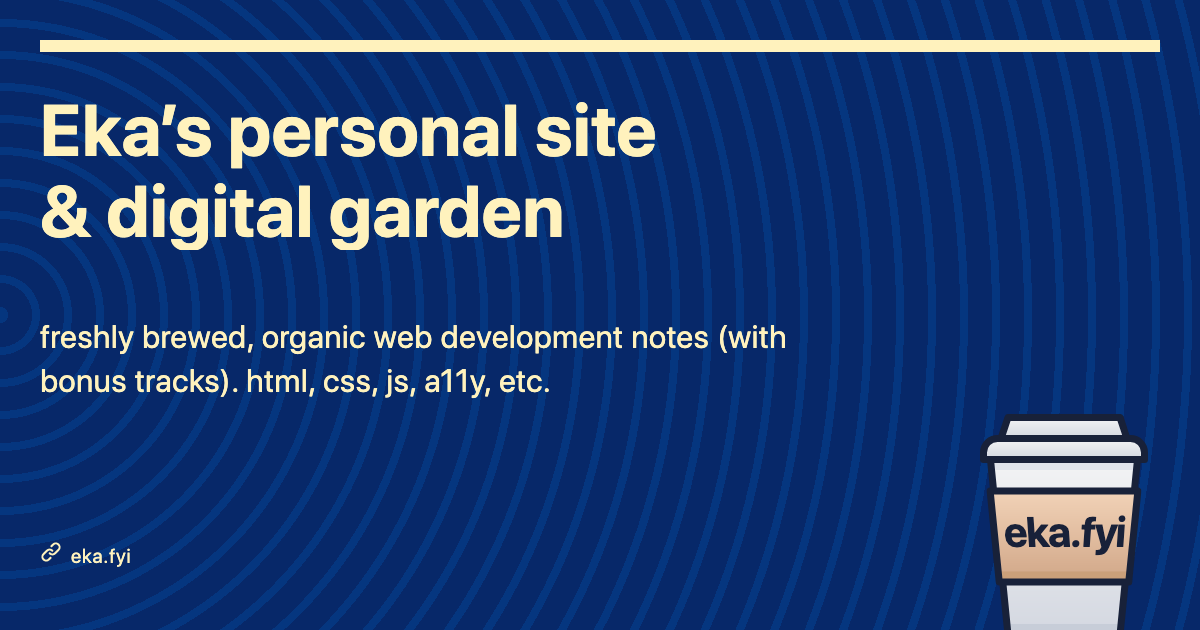 Eka’s personal site
& digital garden
freshly brewed, organic web development notes (with
bonus tracks). html, css, js, a11y, etc.
eka.fyi
eka.fyi